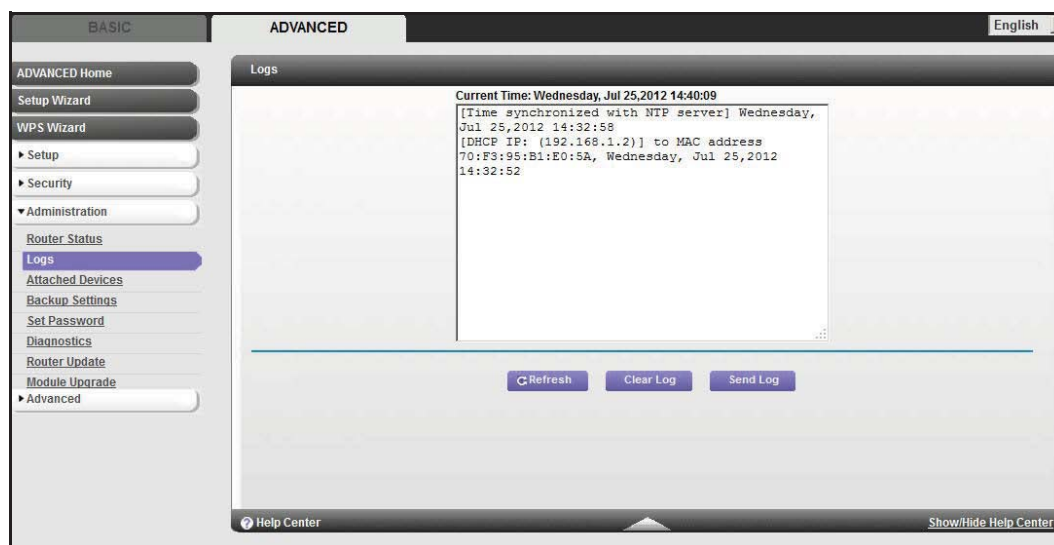 BASIC
ADVANCED
English
ADVANCED Home
Setup Wizard
WPS Wizard
Setup
Security
Administration
Router Status
Logs
Attached Devices
Backup Settings
Set Password
Diagnostics
Router Update
Module Upgrade
Advanced
Logs
Current Time: Wednesday, Jul 25,2012 14:40:09
[Time synchronized with NTP server] Wednesday,
Jul 25,2012 14:32:58
[DHCP IP: (192.168.1.2)] to MAC address
70:F3:95:B1:E0:5A, Wednesday, Jul 25,2012
14:32:52
Refresh
Clear Log
Send Log
Help Center
Show/Hide Help Center